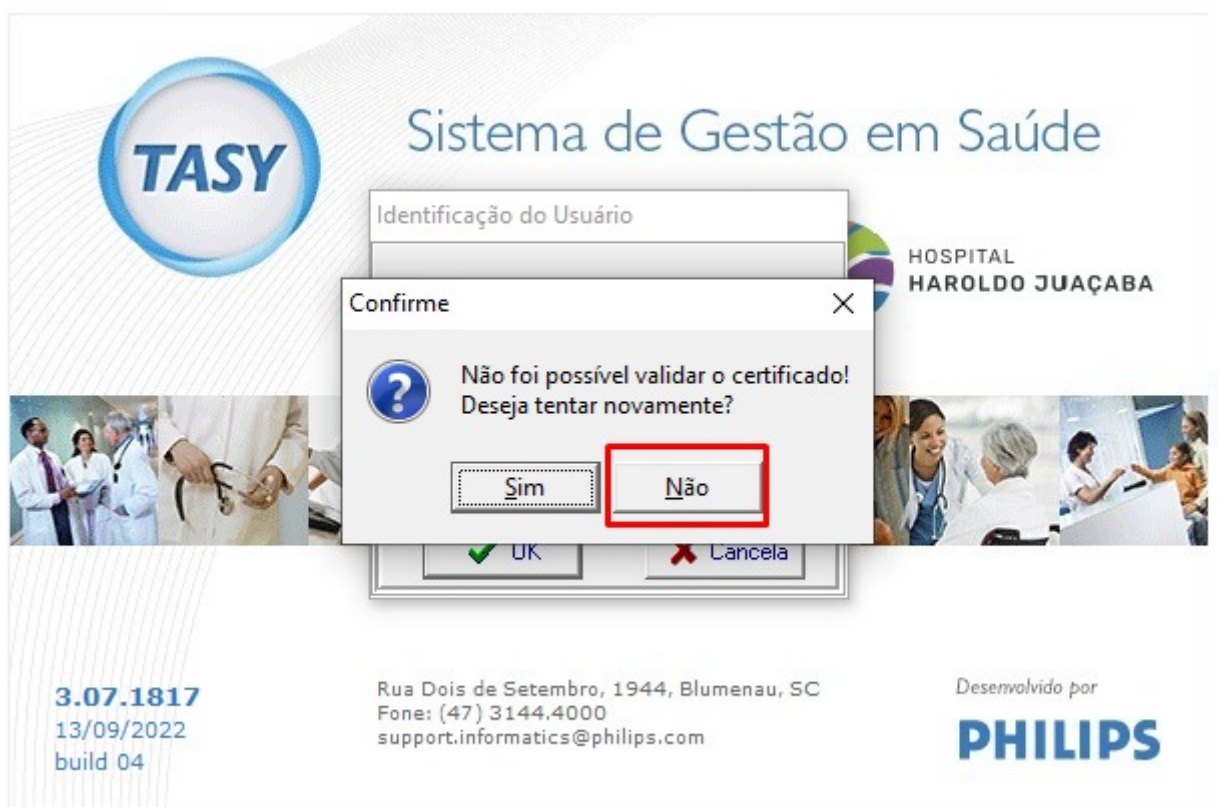 TASY
Sistema de Gestão em Saúde
Identificação do Usuário
HOSPITAL
HAROLDO JUAÇABA
Confirme
Não foi possível validar o certificado!
Deseja tentar novamente?
Sim
Não
OK
Cancela
3.07.1817
13/09/2022
build 04
Rua Dois de Setembro, 1944, Blumenau, SC
Fone: (47) 3144.4000
support.informatics@philips.com
Desenvolvido por
PHILIPS